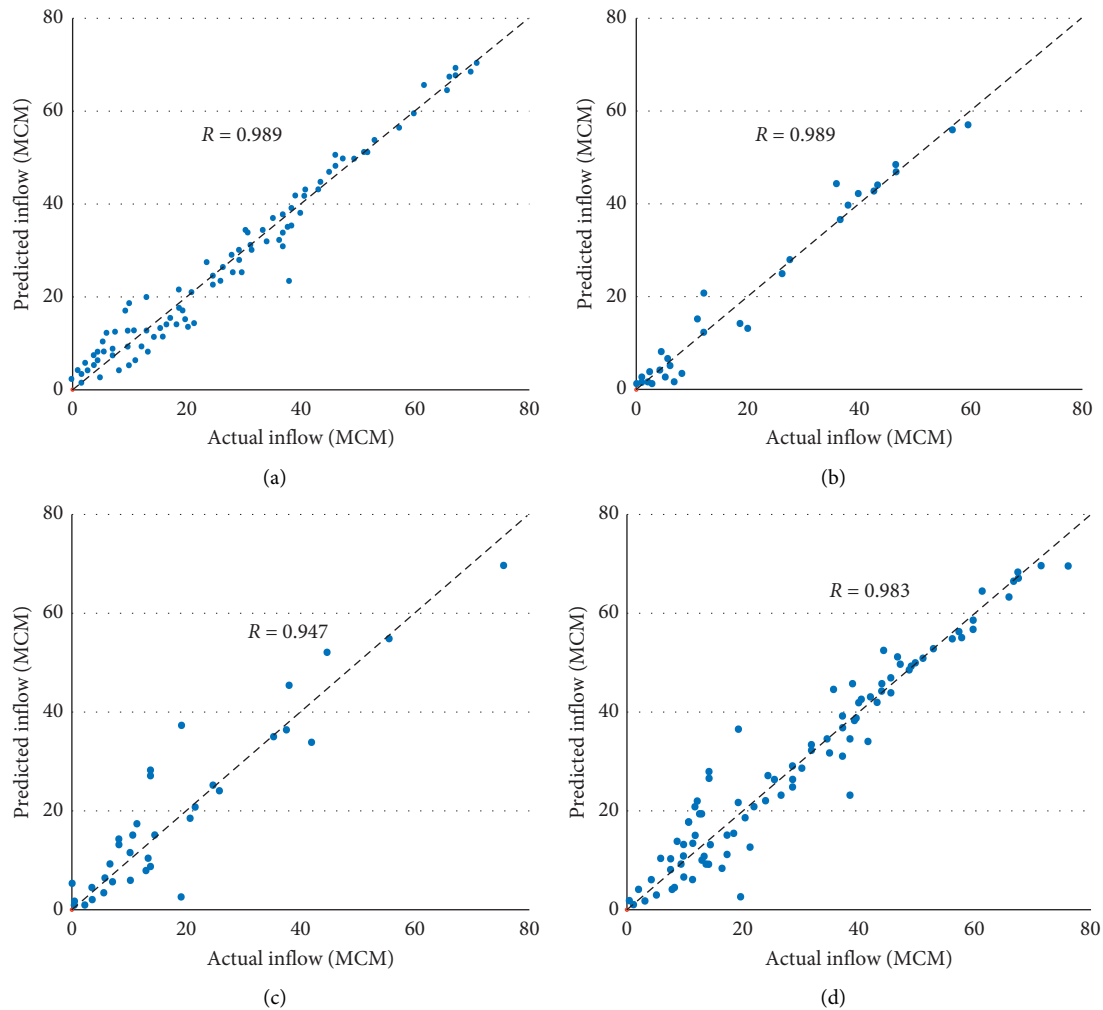 80
60
40
20
0
Predicted inflow (MCM)
R = 0.989
0 20 40 60 80
Actual inflow (MCM)
(a)
80
60
40
20
0
Predicted inflow (MCM)
R = 0.989
0 20 40 60 80
Actual inflow (MCM)
(b)
80
60
40
20
0
Predicted inflow (MCM)
R = 0.947
0 20 40 60 80
Actual inflow (MCM)
(c)
80
60
40
20
0
Predicted inflow (MCM)
R = 0.983
0 20 40 60 80
Actual inflow (MCM)
(d)